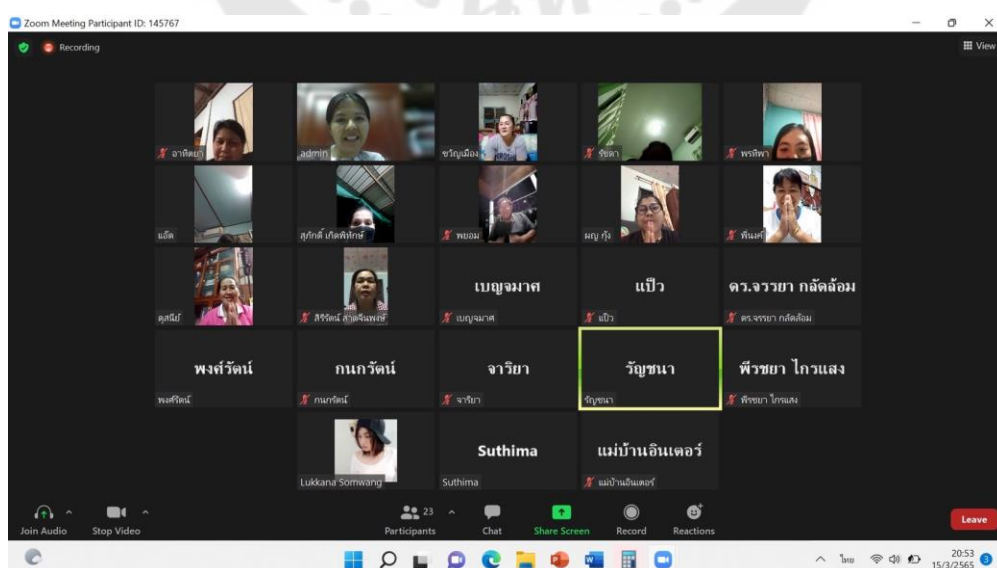 Zoom Meeting Participant ID: 145767
Recording
View
อาทิตยา
admin
ขวัญเมือง
รัชดา
พรทิพา
แอ๊ด
สุภักดิ์ เกิดพิทักษ์
พยอม
ผญ กุ้ง
ดุสนีย์
สิริรัตน์
เบญจมาศ
เบญจมาศ
แป๊ว
แป๊ว
ดร.จรรยา กลัดล้อม
ดร.จรรยา กลัดล้อม
พงศ์รัตน์
พงศ์รัตน์
กนกรัตน์
กนกรัตน์
จาริยา
จาริยา
รัญชนา
รัญชนา
พีรชยา ไกรแสง
พีรชยา ไกรแสง
Lukkana Somwang
Suthima
Suthima
แม่บ้านอินเตอร์
แม่บ้านอินเตอร์
Join Audio
Stop Video
Participants
23
Chat
Share Screen
Record
Reactions
Leave
ไทย
20:53
15/3/2565
3